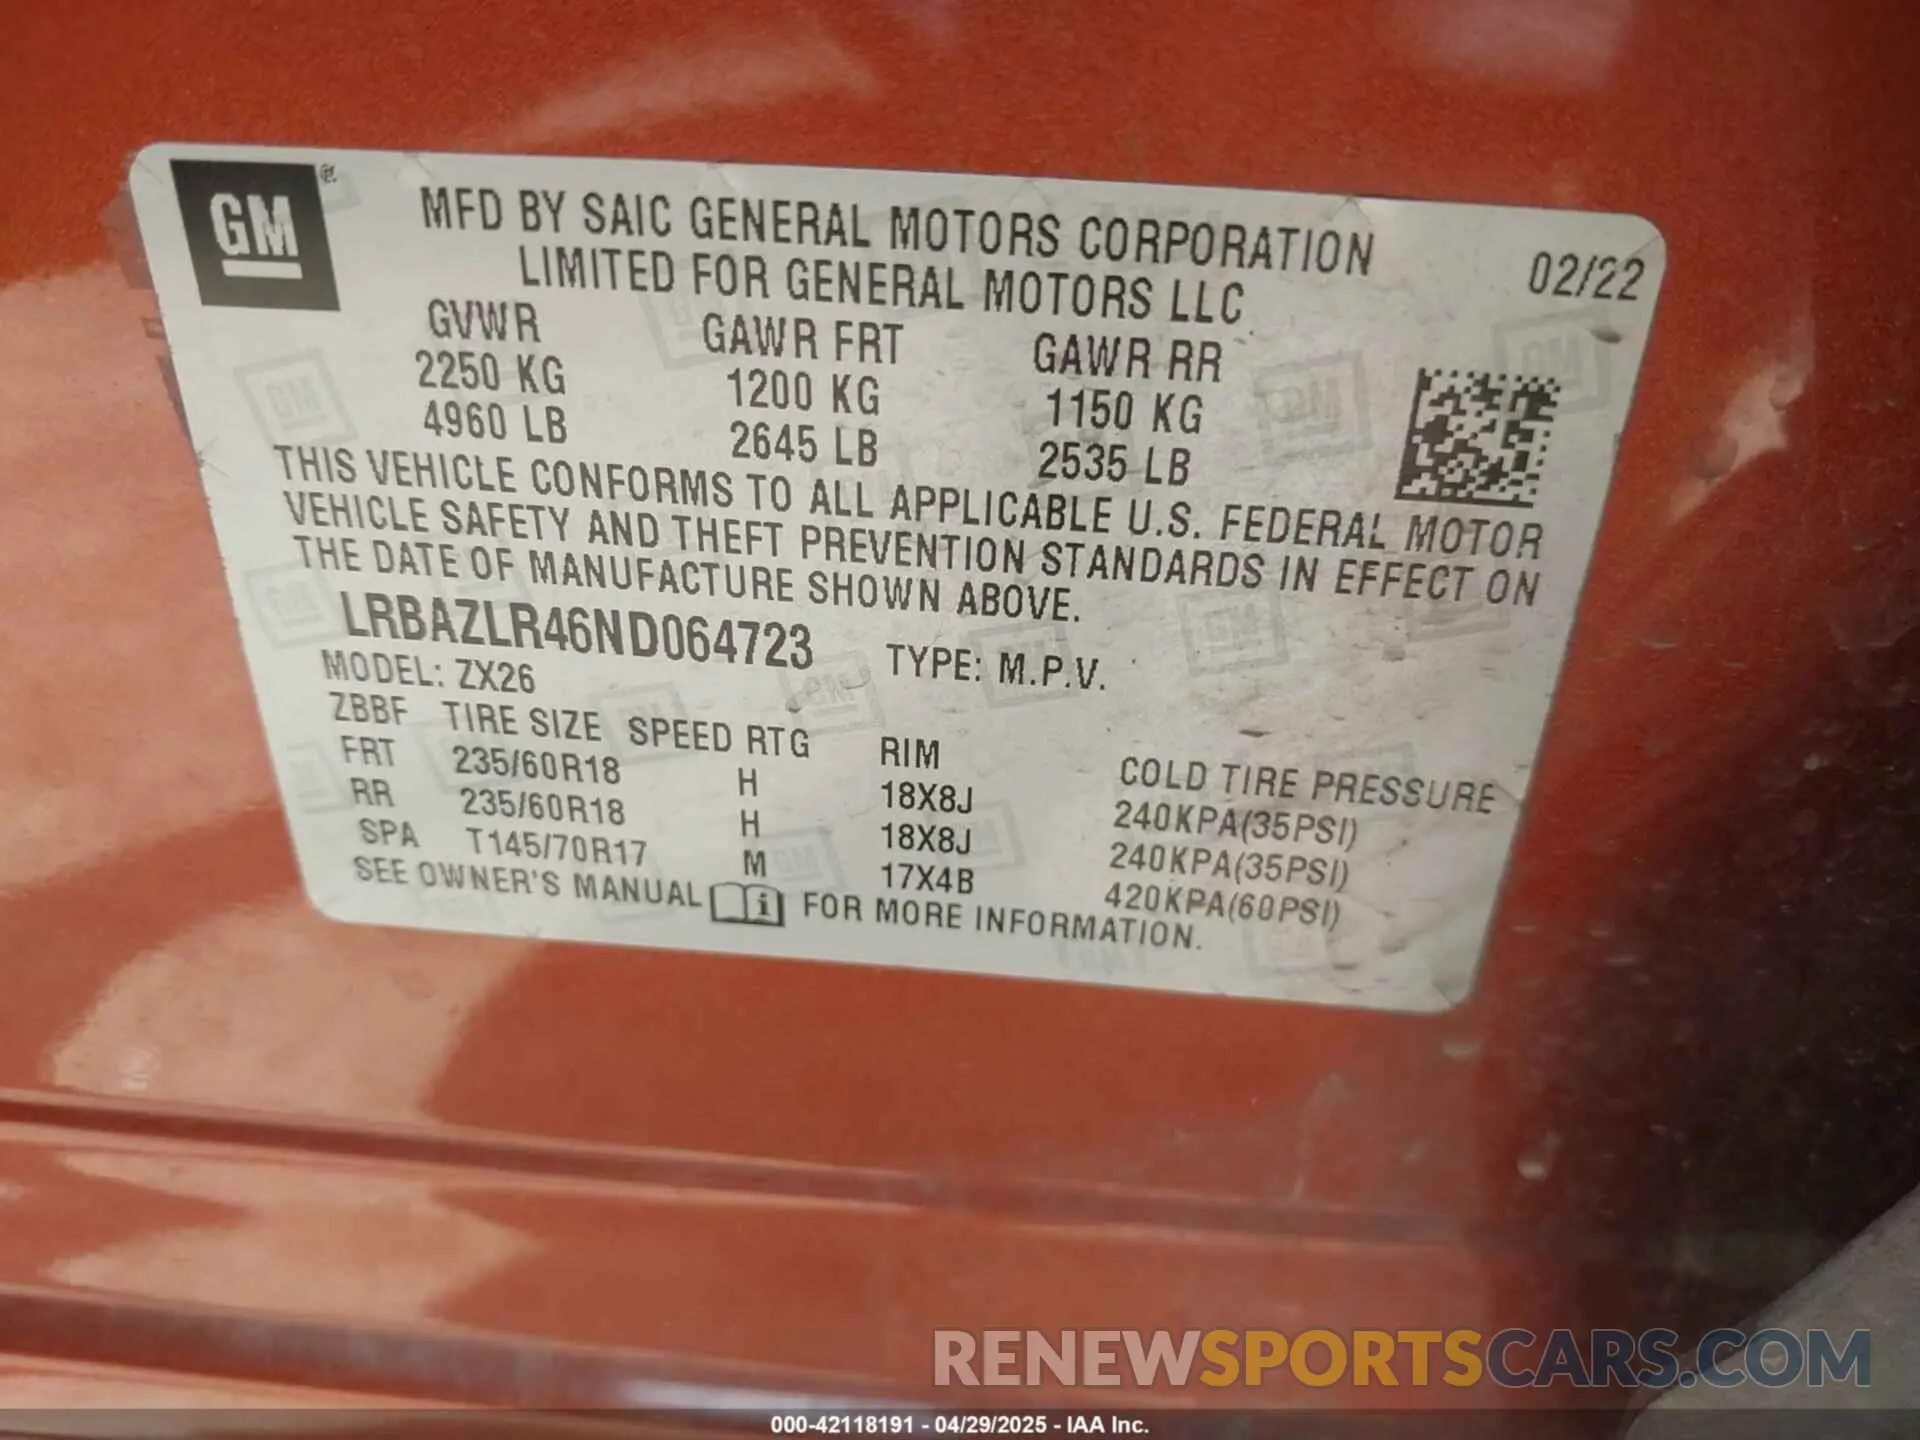 GM
MFD BY SAIC GENERAL MOTORS CORPORATION
LIMITED FOR GENERAL MOTORS LLC
02/22
GVWR GAWR FRT GAWR RR
2250 KG 1200 KG 1150 KG
4960 LB 2645 LB 2535 LB
THIS VEHICLE CONFORMS TO ALL APPLICABLE U.S. FEDERAL MOTOR
VEHICLE SAFETY AND THEFT PREVENTION STANDARDS IN EFFECT ON
THE DATE OF MANUFACTURE SHOWN ABOVE.
LRBAZLR46ND064723 TYPE: M.P.V.
MODEL: ZX26
ZBBF TIRE SIZE SPEED RTG RIM COLD TIRE PRESSURE
FRT 235/60R18 H 18X8J 240KPA(35PSI)
RR 235/60R18 H 18X8J 240KPA(35PSI)
SPA T145/70R17 M 17X4B 420KPA(60PSI)
SEE OWNER'S MANUAL i FOR MORE INFORMATION.
RENEWSPORTSCARS.COM
000-42118191 - 04/29/2025 - IAA Inc.